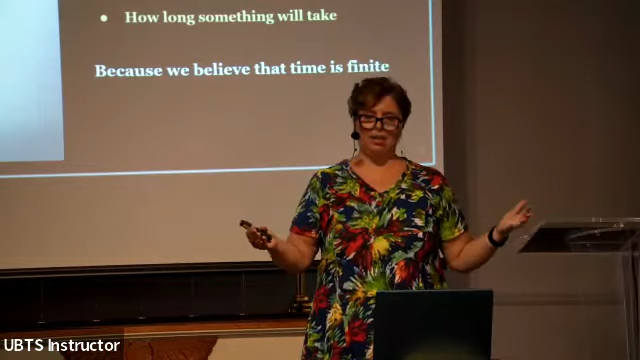 ● How long something will take
Because we believe that time is finite
UBTS Instructor